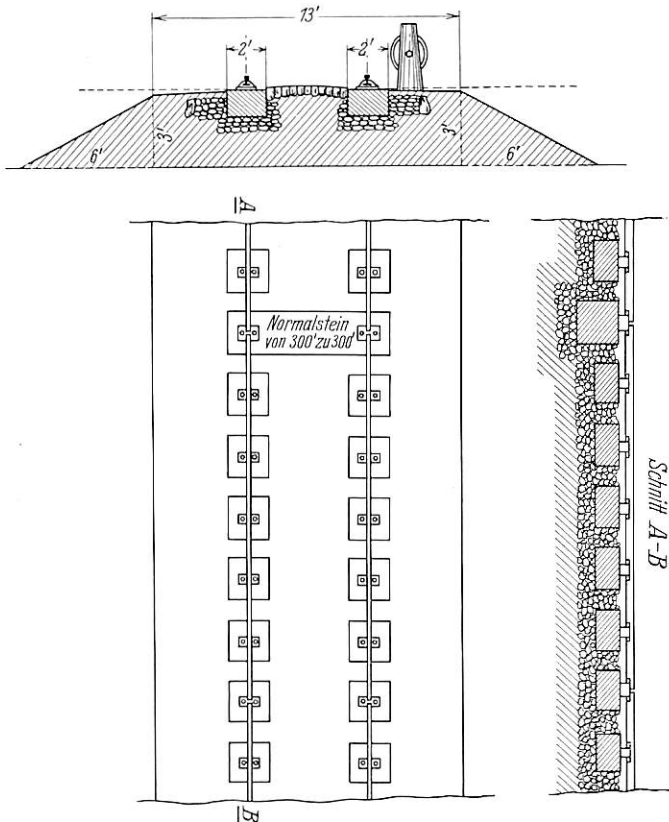 13'
2'
2'
3'
3'
6'
6'
A
Normalstein
von 300' zu 300'
Schnitt A-B
B